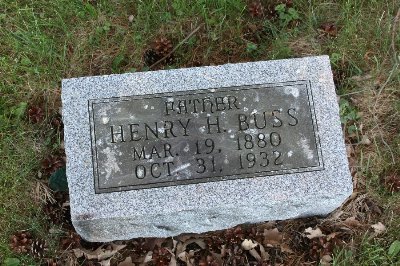 FATHER
HENRY H. BUSS
MAR. 19, 1880
OCT. 31, 1932